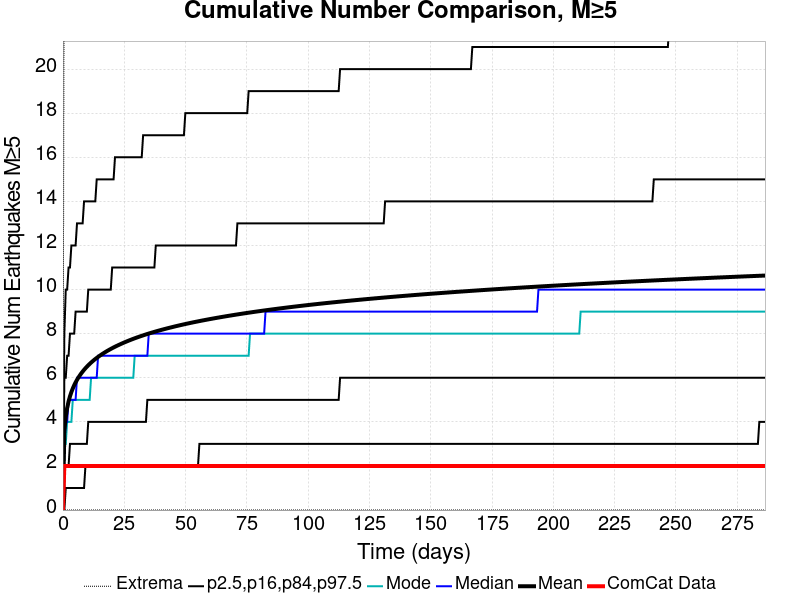 Cumulative Number Comparison, M≥5
Cumulative Num Earthquakes M≥5
20
18
16
14
12
10
8
6
4
2
0
0 25 50 75 100 125 150 175 200 225 250 275
Time (days)
Extrema p2.5,p16,p84,p97.5 Mode Median Mean ComCat Data